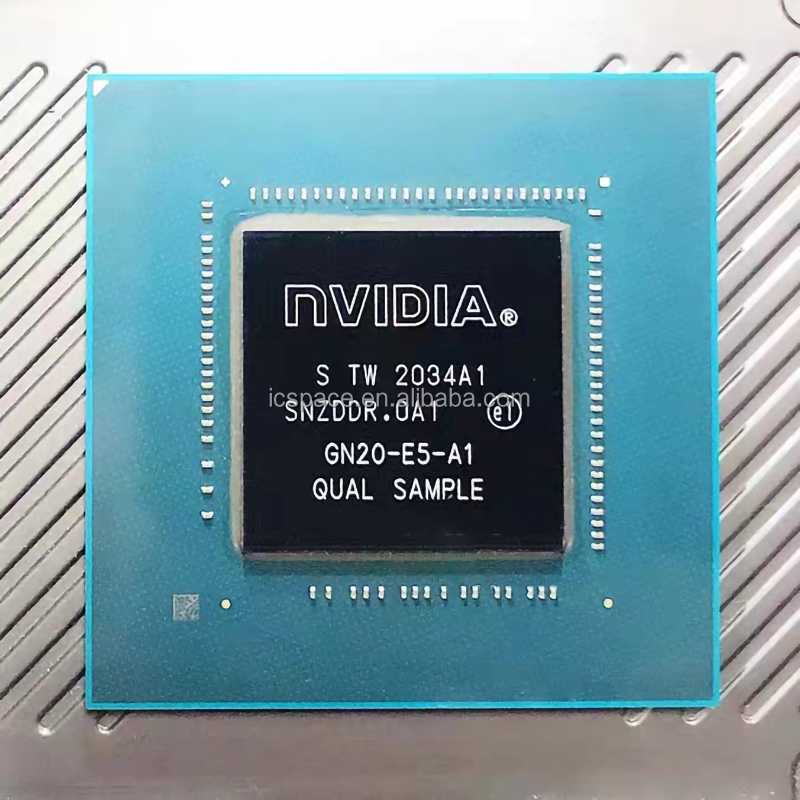 NVIDIA®
S TW 2034A1
icspace.en.alibaba.com
SNZDDR.0A1 e1
GN20-E5-A1
QUAL SAMPLE